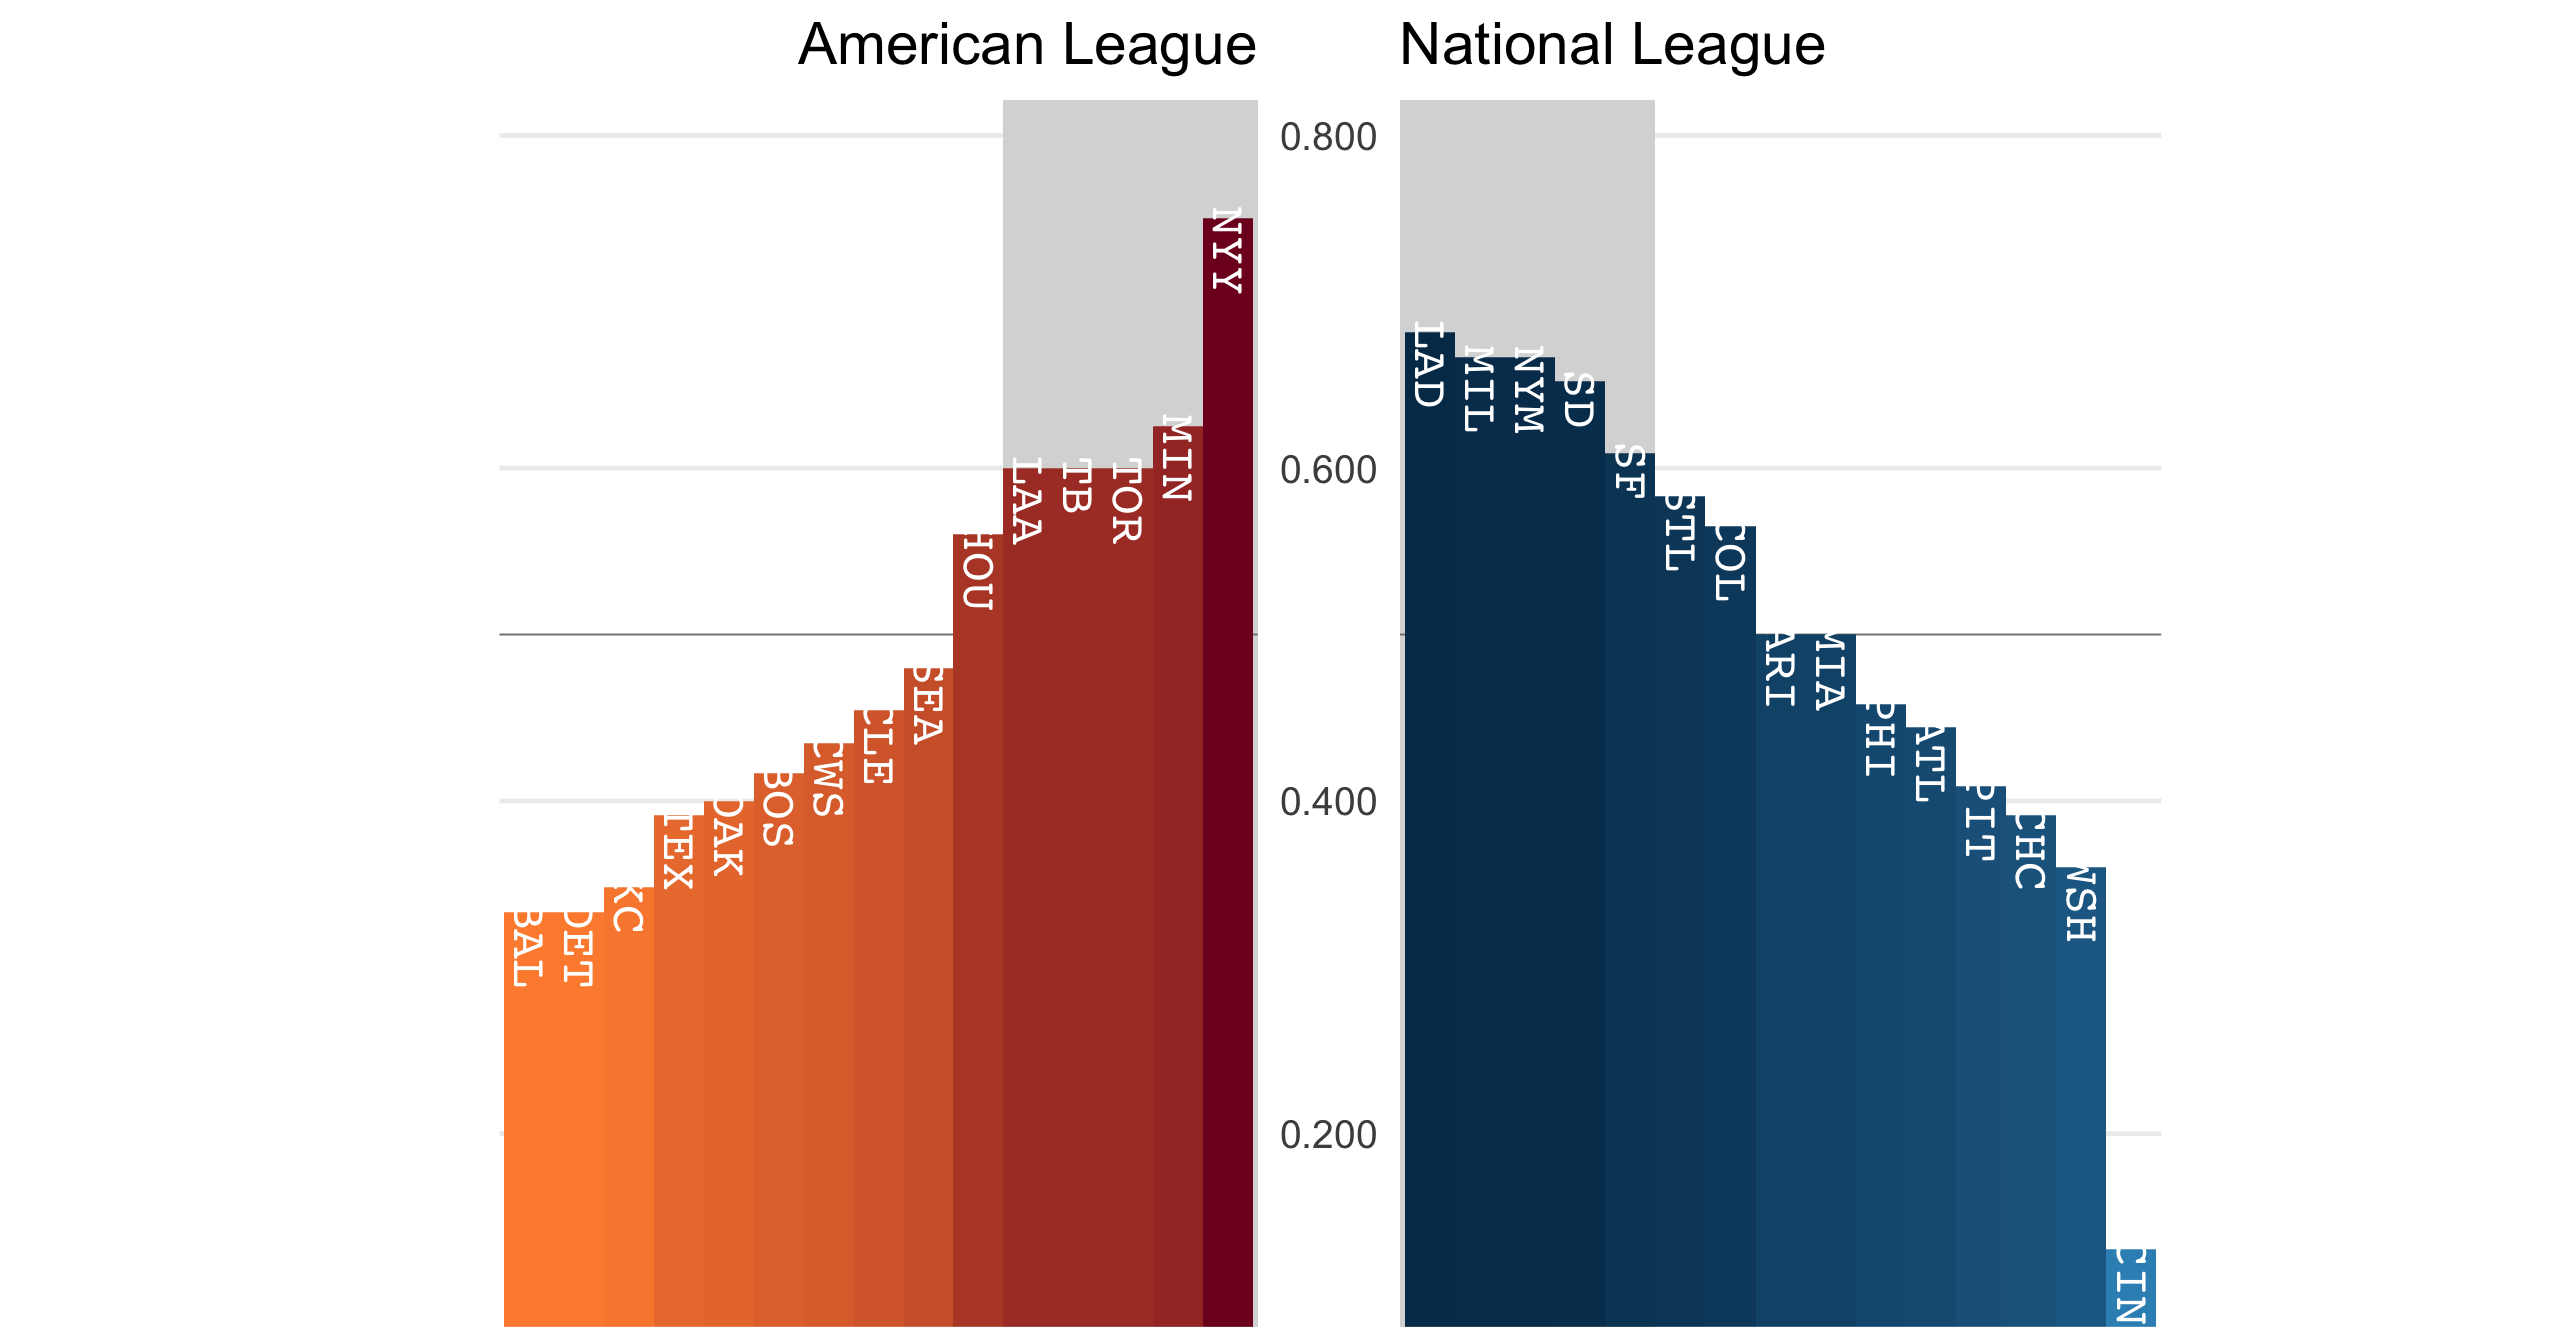 American League
National League
0.800
0.600
0.400
0.200
BAL
DET
KC
TEX
OAK
BOS
CWS
CLE
SEA
HOU
LAA
TB
TOR
MIN
NYY
LAD
MIL
NYM
SD
SF
STL
COL
ARI
MIA
PHI
ATL
PIT
CHC
WSH
CIN